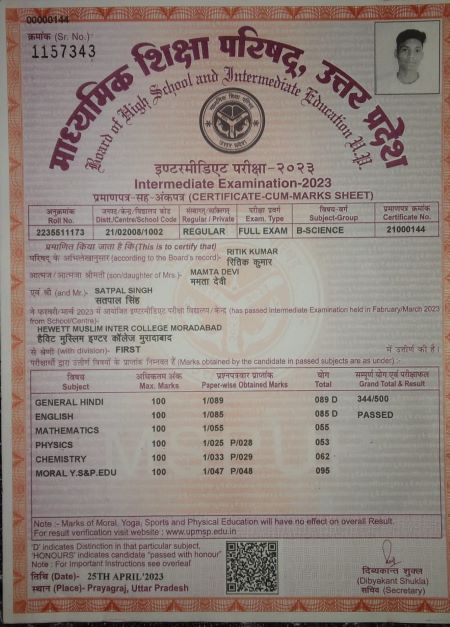 00000144
क्रमांक (Sr. No.)
1157343
माध्यमिक शिक्षा परिषद्, उत्तर प्रदेश
Board of High School and Intermediate Education U.P.
इण्टरमीडिएट परीक्षा-२०२३
Intermediate Examination-2023
प्रमाणपत्र-सह-अंकपत्र (CERTIFICATE-CUM-MARKS SHEET)
अनुक्रमांक जनपद/केन्द्र/विद्यालय कोड संस्थागत/व्यक्तिगत परीक्षा प्रवर्ग विषय-वर्ग प्रमाणपत्र क्रमांक
Roll No. Distt./Centre/School Code Regular / Private Exam. Type Subject-Group Certificate No.
2235511173 21/02008/1002 REGULAR FULL EXAM B-SCIENCE 21000144
प्रमाणित किया जाता है कि(This is to certify that)
RITIK KUMAR
परिषद् के अभिलेखानुसार (according to the Board's record)- रितिक कुमार
MAMTA DEVI
आत्मज/आत्मजा श्रीमती (son/daughter of Mrs.)- ममता देवी
एवं श्री (and Mr.)- SATPAL SINGH
सतपाल सिंह
ने फरवरी/मार्च 2023 में आयोजित इण्टरमीडिएट परीक्षा विद्यालय/केन्द्र (has passed Intermediate Examination held in Fabruary/March 2023
from School/Centre)-
HEWETT MUSLIM INTER COLLEGE MORADABAD
हैविट मुस्लिम इण्टर कॉलेज मुरादाबाद
से श्रेणी (with division)- FIRST में उत्तीर्ण की है।
परीक्षार्थी द्वारा उत्तीर्ण विषयों के प्राप्तांक निम्नवत हैं (Marks obtained by the candidate in passed subjects are as under) :-
विषय अधिकतम अंक प्रश्नपत्रवार प्राप्तांक योग सम्पूर्ण योग एवं परीक्षाफल
Subject Max. Marks Paper-wise Obtained Marks Total Grand Total & Result
GENERAL HINDI 100 1/089 089 D 344/500
ENGLISH 100 1/085 085 D PASSED
MATHEMATICS 100 1/055 055
PHYSICS 100 1/025 P/028 053
CHEMISTRY 100 1/033 P/029 062
MORAL Y.S&P.EDU 100 1/047 P/048 095
Note :- Marks of Moral, Yoga, Sports and Physical Education will have no effect on overall Result.
For result verification visit website : www.upmsp.edu.in
'D' indicates Distinction in that particular subject,
'HONOURS' indicates candidate "passed with honour"
Note : For Important Instructions see overleaf
तिथि (Date)- 25TH APRIL'2023
स्थान (Place)- Prayagraj, Uttar Pradesh
दिव्यकान्त शुक्ल
(Dibyakant Shukla)
सचिव (Secretary)